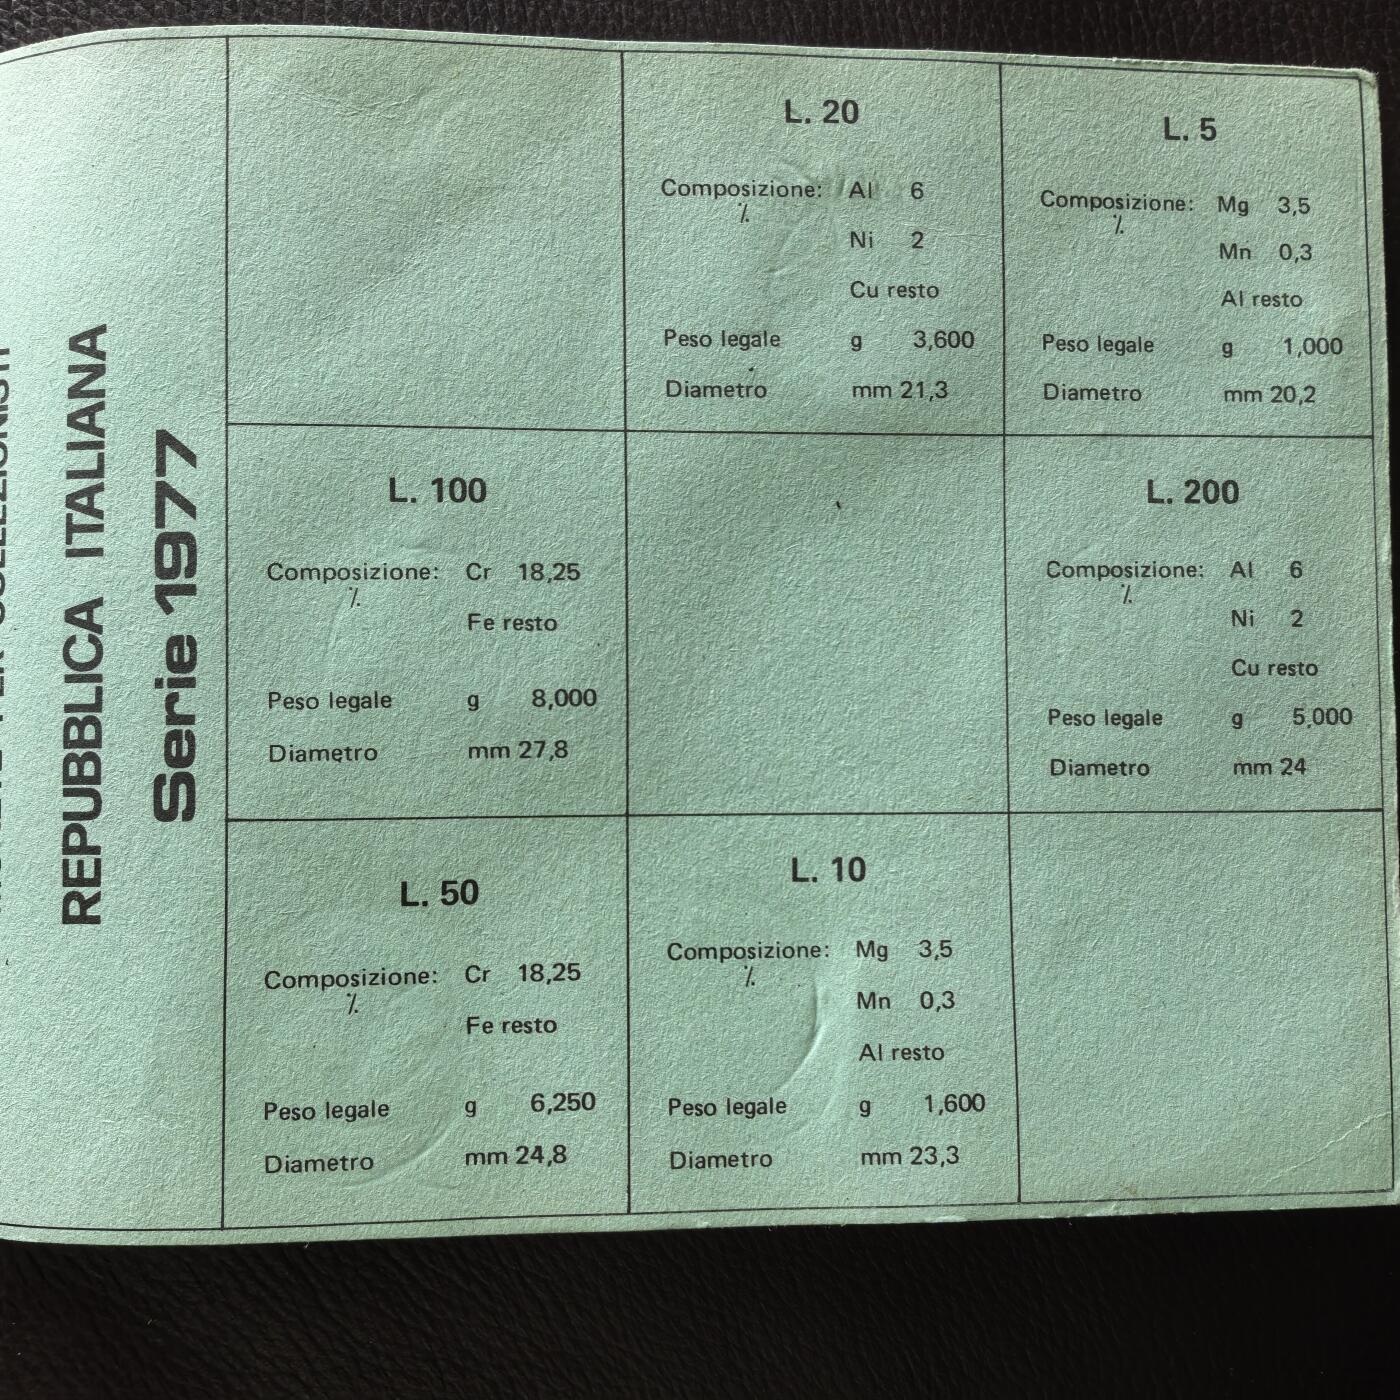 REPUBBLICA ITALIANA
Serie 1977
L. 20
Composizione: Al 6
%
Ni 2
Cu resto
Peso legale g 3,600
Diametro mm 21,3
L. 5
Composizione: Mg 3,5
%
Mn 0,3
Al resto
Peso legale g 1,000
Diametro mm 20,2
L. 100
Composizione: Cr 18,25
%
Fe resto
Peso legale g 8,000
Diametro mm 27,8
L. 200
Composizione: Al 6
%
Ni 2
Cu resto
Peso legale g 5,000
Diametro mm 24
L. 50
Composizione: Cr 18,25
%
Fe resto
Peso legale g 6,250
Diametro mm 24,8
L. 10
Composizione: Mg 3,5
%
Mn 0,3
Al resto
Peso legale g 1,600
Diametro mm 23,3